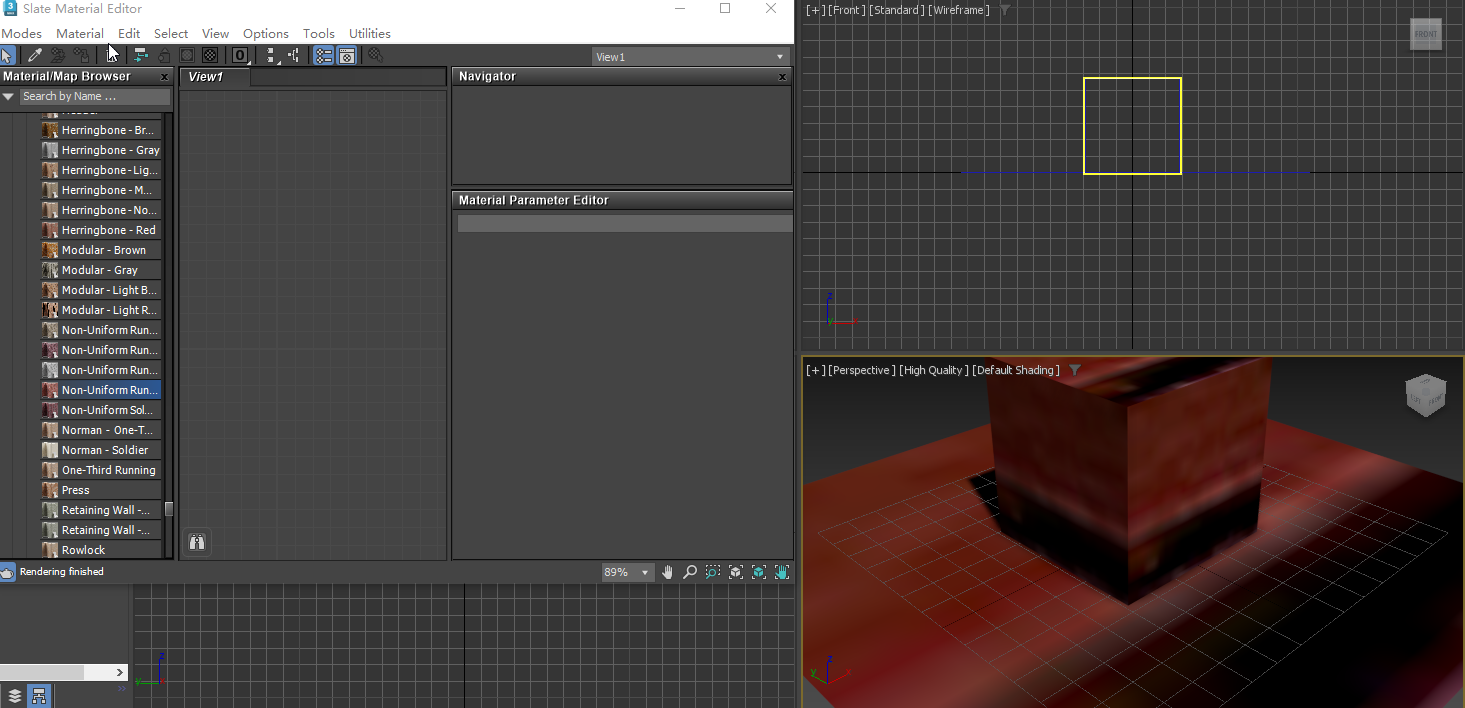 Slate Material Editor
Modes Material Edit Select View Options Tools Utilities
0
View1
Material/Map Browser x
Search by Name ...
Herringbone - Br...
Herringbone - Gray
Herringbone - Lig...
Herringbone - M...
Herringbone - No...
Herringbone - Red
Modular - Brown
Modular - Gray
Modular - Light B...
Modular - Light R...
Non-Uniform Run...
Non-Uniform Run...
Non-Uniform Run...
Non-Uniform Run...
Non-Uniform Sol...
Norman - One-T...
Norman - Soldier
One-Third Running
Press
Retaining Wall -...
Retaining Wall -...
Rowlock
View1
Navigator x
Material Parameter Editor
Rendering finished
89%
z
y
[+] [Front] [Standard] [Wireframe]
FRONT
z
y
x
[+] [Perspective] [High Quality] [Default Shading]
z
y